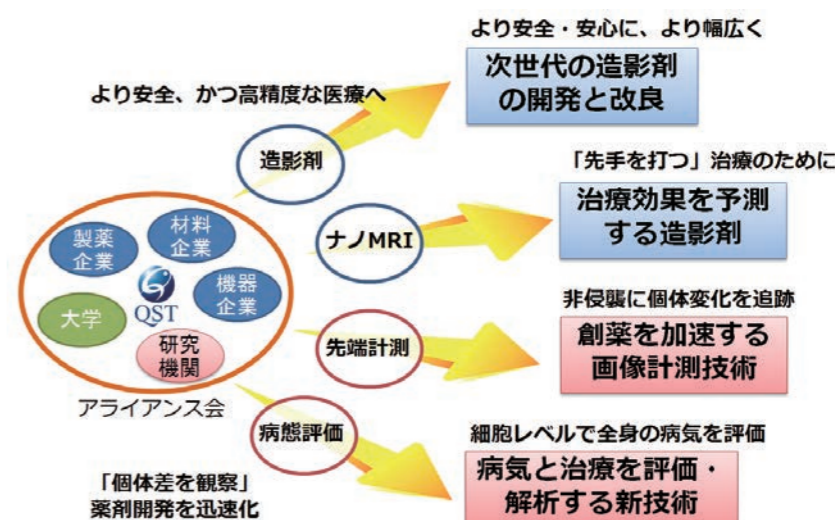 より安全・安心に、より幅広く
次世代の造影剤
の開発と改良
より安全、かつ高精度な医療へ
造影剤
「先手を打つ」治療のために
治療効果を予測
する造影剤
ナノMRI
製薬
企業
材料
企業
機器
企業
QST
大学
研究
機関
アライアンス会
非侵襲に個体変化を追跡
創薬を加速する
画像計測技術
先端計測
病態評価
細胞レベルで全身の病気を評価
病気と治療を評価・
解析する新技術
「個体差を観察」
薬剤開発を迅速化